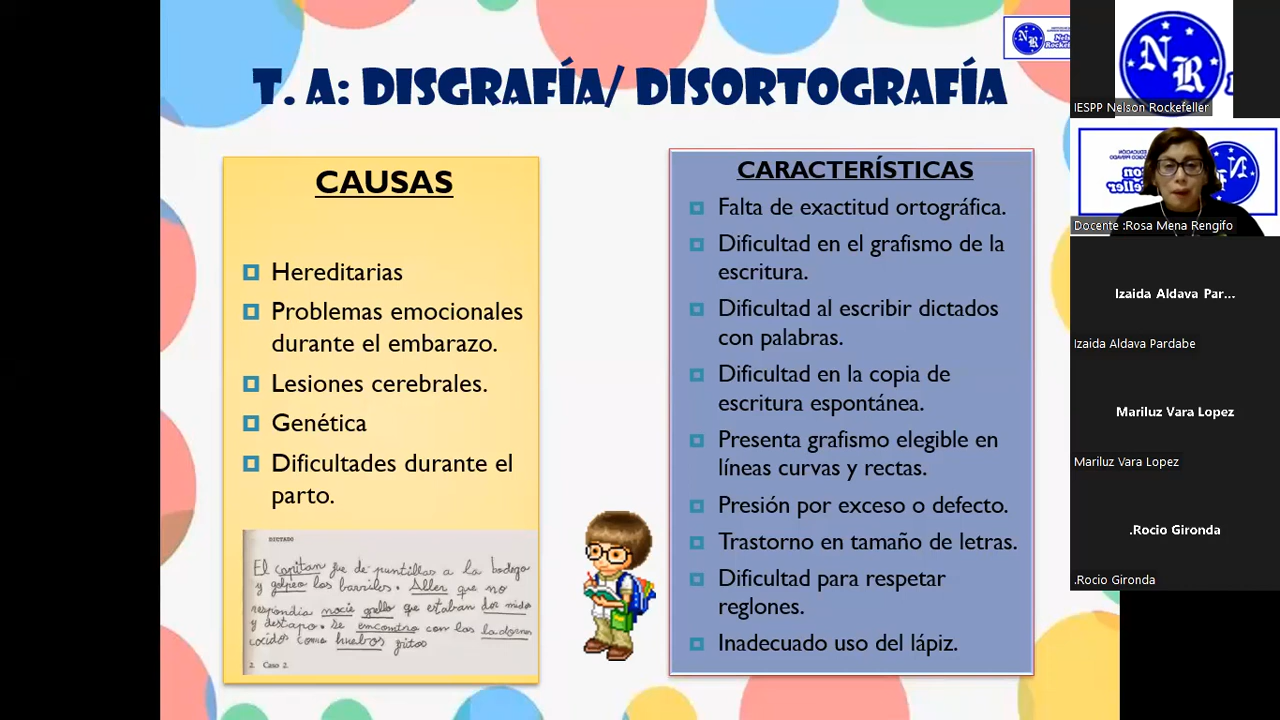 T. A: DISGRAFÍA/ DISORTOGRAFÍA
CAUSAS
Hereditarias
Problemas emocionales
durante el embarazo.
Lesiones cerebrales.
Genética
Dificultades durante el
parto.
DICTADO
El capitan fue de puntillas a la bodega
y golpeo los barriles. Aller que no
respondia nocie grello que estaban dor mido
y destapo. se encomtro con los ladornes
cocidos como huebos fritos
2 Caso 2
CARACTERÍSTICAS
Falta de exactitud ortográfica.
Dificultad en el grafismo de la
escritura.
Dificultad al escribir dictados
con palabras.
Dificultad en la copia de
escritura espontánea.
Presenta grafismo elegible en
líneas curvas y rectas.
Presión por exceso o defecto.
Trastorno en tamaño de letras.
Dificultad para respetar
reglones.
Inadecuado uso del lápiz.
NR
IESPP Nelson Rockefeller
Docente :Rosa Mena Rengifo
Izaida Aldava Par...
Izaida Aldava Pardabe
Mariluz Vara Lopez
Mariluz Vara Lopez
.Rocio Gironda
.Rocio Gironda